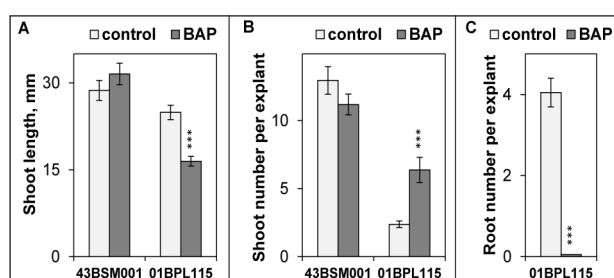 A
control BAP
Shoot length, mm
30
15
0
***
43BSM001 01BPL115
B
control BAP
Shoot number per explant
10
5
0
***
43BSM001 01BPL115
C
control BAP
Root number per explant
4
2
0
***
01BPL115